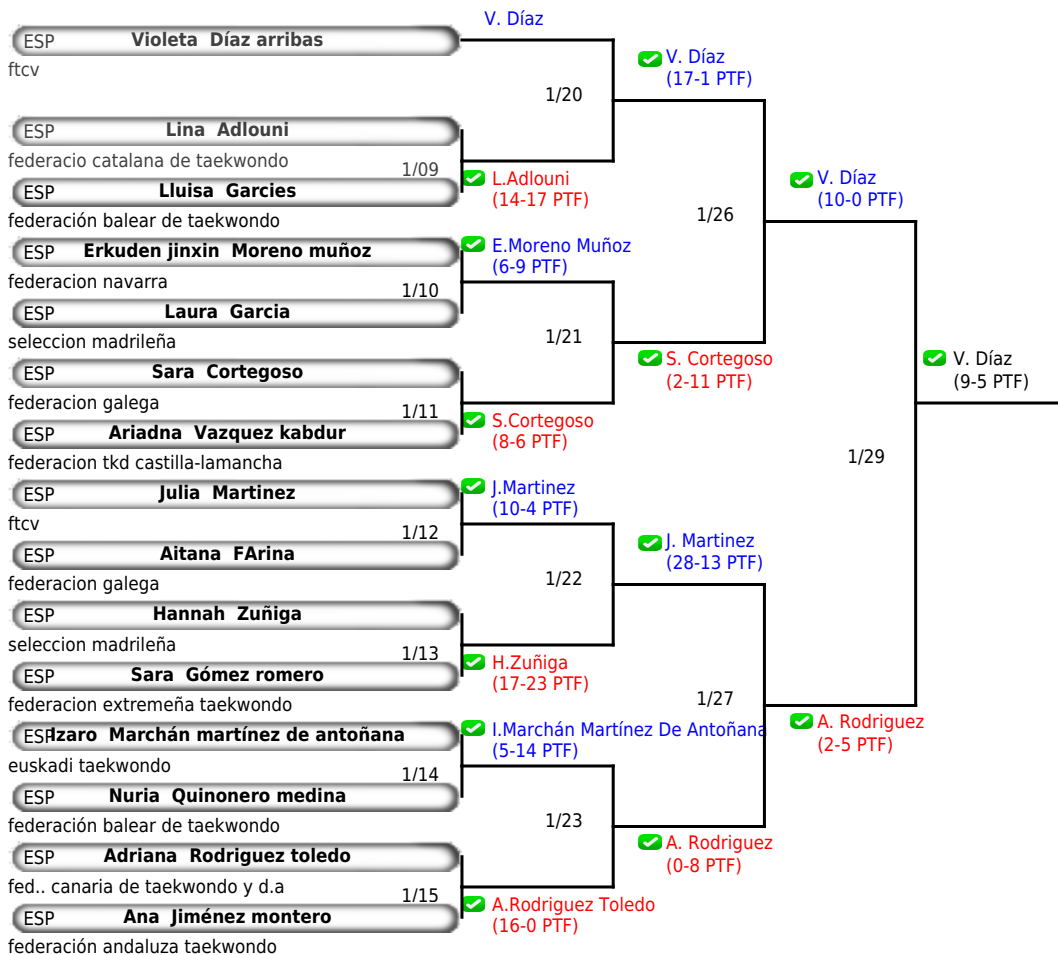 V. Díaz
ESP Violeta Díaz arribas
ftcv
V. Díaz
(17-1 PTF)
1/20
ESP Lina Adlouni
federacio catalana de taekwondo
1/09
L.Adlouni
(14-17 PTF)
V. Díaz
(10-0 PTF)
ESP Lluisa Garcies
federación balear de taekwondo
1/26
ESP Erkuden jinxin Moreno muñoz
E.Moreno Muñoz
(6-9 PTF)
federacion navarra
1/10
ESP Laura Garcia
seleccion madrileña
1/21
S. Cortegoso
(2-11 PTF)
V. Díaz
(9-5 PTF)
ESP Sara Cortegoso
federacion galega
1/11
S.Cortegoso
(8-6 PTF)
ESP Ariadna Vazquez kabdur
federacion tkd castilla-lamancha
1/29
ESP Julia Martinez
J.Martinez
(10-4 PTF)
ftcv
1/12
J. Martinez
(28-13 PTF)
ESP Aitana FArina
federacion galega
1/22
ESP Hannah Zuñiga
seleccion madrileña
1/13
H.Zuñiga
(17-23 PTF)
ESP Sara Gómez romero
federacion extremeña taekwondo
1/27
ESP Izaro Marchán martínez de antoñana
I.Marchán Martínez De Antoñana
(5-14 PTF)
A. Rodriguez
(2-5 PTF)
euskadi taekwondo
1/14
ESP Nuria Quinonero medina
federación balear de taekwondo
1/23
A. Rodriguez
(0-8 PTF)
ESP Adriana Rodriguez toledo
fed.. canaria de taekwondo y d.a
1/15
A.Rodriguez Toledo
(16-0 PTF)
ESP Ana Jiménez montero
federación andaluza taekwondo